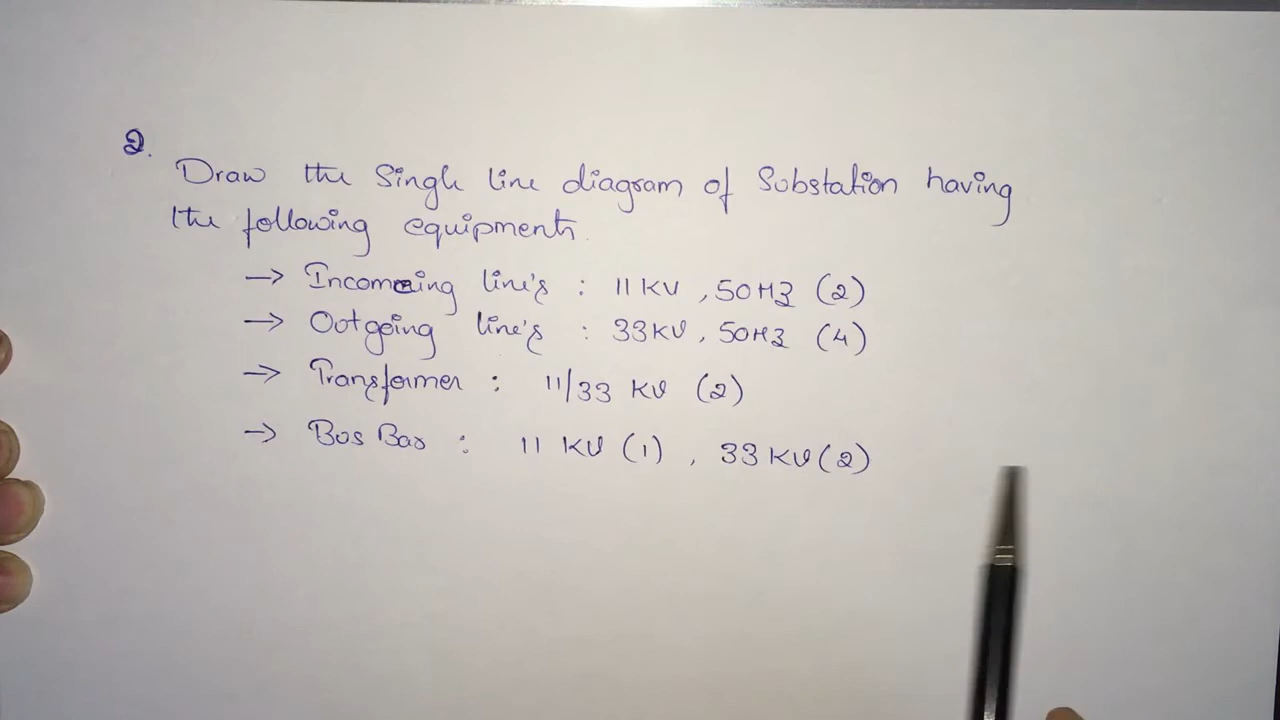 2.
Draw the Single line diagram of Substation having
the following equipments.
→ Incomeing line's : 11 KV , 50 Hz (2)
→ Outgoing line's : 33 KV , 50 Hz (4)
→ Transformer : 11/33 KV (2)
→ Bus Bar : 11 KV (1) , 33 KV (2)